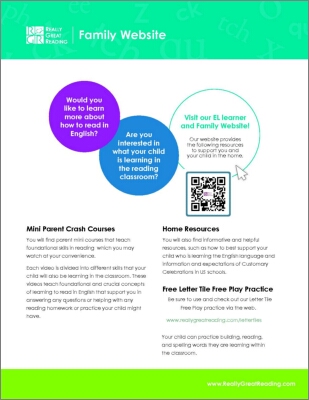 REALLY
GREAT
READING
Family Website
Would you
like to learn
more about
how to read in
English?
Are you
interested in
what your child
is learning in
the reading
classroom?
Visit our EL learner
and Family Website!
Our website provides
the following resources
to support you and
your child in the home.
Mini Parent Crash Courses
You will find parent mini courses that teach
foundational skills in reading which you may
watch at your convenience.
Each video is divided into different skills that your
child will also be learning in the classroom. These
videos teach foundational and crucial concepts
of learning to read in English that support you in
answering any questions or helping with any
reading homework or practice your child might
have.
Home Resources
You will also find informative and helpful
resources, such as how to best support your
child who is learning the English language and
information and expectations of Customary
Celebrations in US schools.
Free Letter Tile Free Play Practice
Be sure to use and check out our Letter Tile
Free Play practice via the web.
www.reallygreatreading.com/lettertiles
Your child can practice building, reading,
and spelling words they are learning within
the classroom.
www.ReallyGreatReading.com